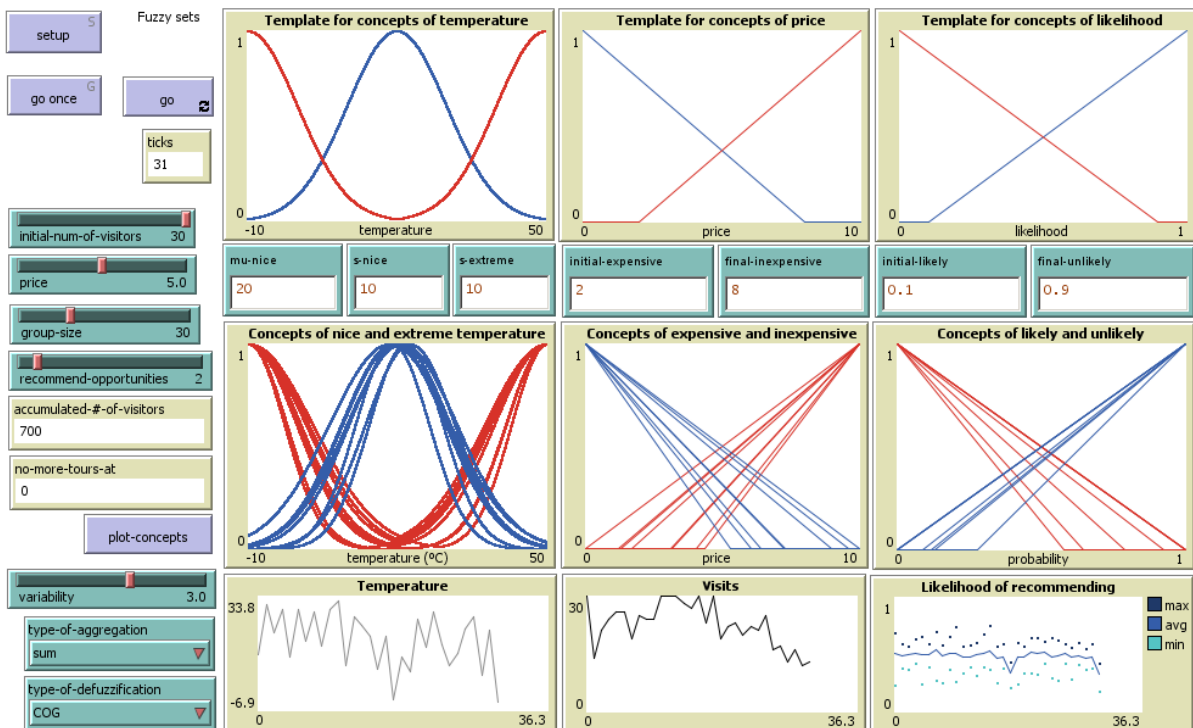 Fuzzy sets
S
setup
G
go once
go
ticks
31
initial-num-of-visitors 30
price 5.0
group-size 30
recommend-opportunities 2
accumulated-#-of-visitors
700
no-more-tours-at
0
plot-concepts
variability 3.0
type-of-aggregation
sum
type-of-defuzzification
COG
Template for concepts of temperature
1
0
-10 temperature 50
Template for concepts of price
1
0
0 price 10
Template for concepts of likelihood
1
0
0 likelihood 1
mu-nice
20
s-nice
10
s-extreme
10
initial-expensive
2
final-inexpensive
8
initial-likely
0.1
final-unlikely
0.9
Concepts of nice and extreme temperature
1
0
-10 temperature (ºC) 50
Concepts of expensive and inexpensive
1
0
0 price 10
Concepts of likely and unlikely
1
0
0 probability 1
Temperature
33.8
-6.9
0 36.3
Visits
30
0
0 36.3
Likelihood of recommending
1
0
0 36.3
max
avg
min